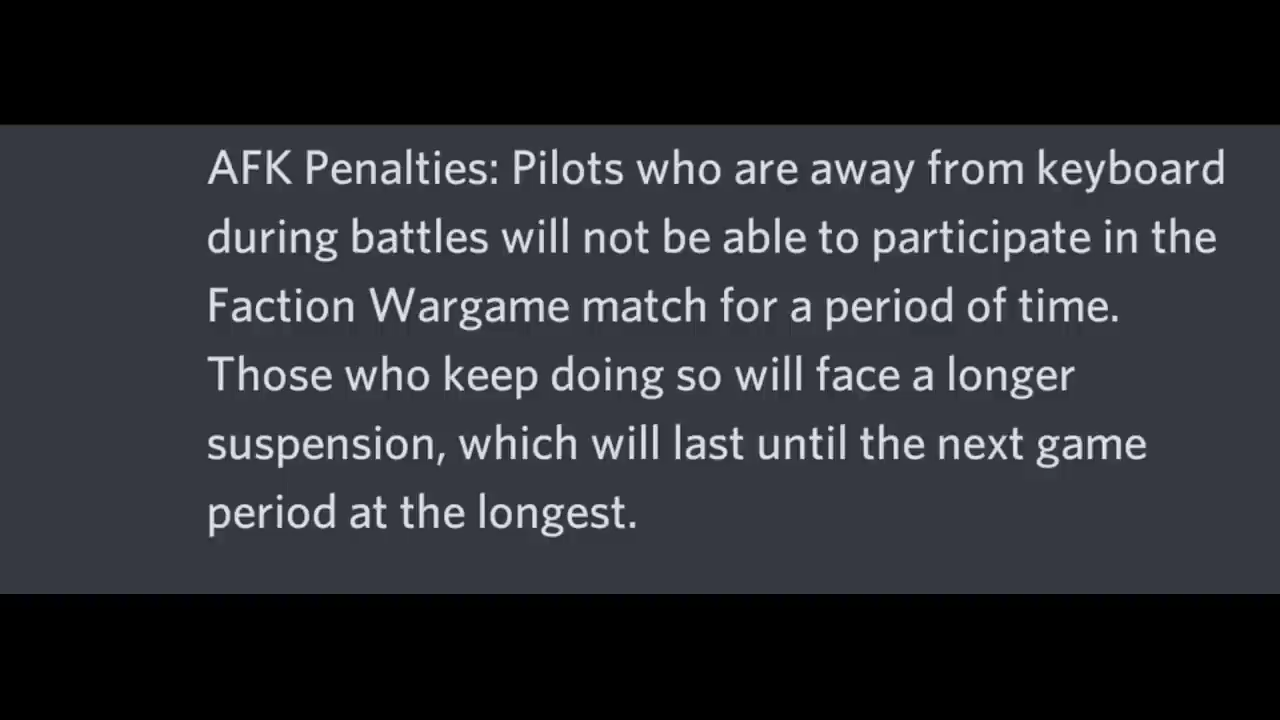 AFK Penalties: Pilots who are away from keyboard
during battles will not be able to participate in the
Faction Wargame match for a period of time.
Those who keep doing so will face a longer
suspension, which will last until the next game
period at the longest.